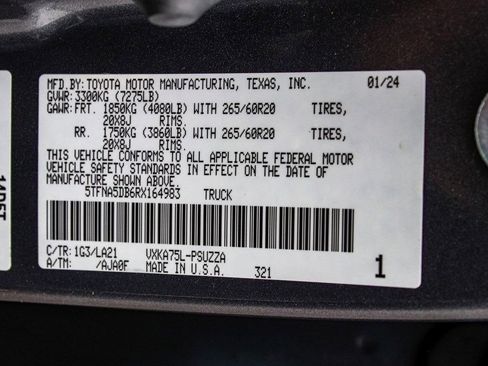 MFD.BY: TOYOTA MOTOR MANUFACTURING, TEXAS, INC. 01/24
GVWR: 3300KG (7275LB)
GAWR: FRT. 1850KG (4080LB) WITH 265/60R20 TIRES,
20X8J RIMS.
RR. 1750KG (3860LB) WITH 265/60R20 TIRES,
20X8J RIMS.
THIS VEHICLE CONFORMS TO ALL APPLICABLE FEDERAL MOTOR
VEHICLE SAFETY STANDARDS IN EFFECT ON THE DATE OF
MANUFACTURE SHOWN ABOVE.
5TFNA5DB6RX164983 TRUCK
C/TR: 1G3/LA21 VXKA75L-PSUZZA
A/TM: /AJA0F MADE IN U.S.A. 321 1